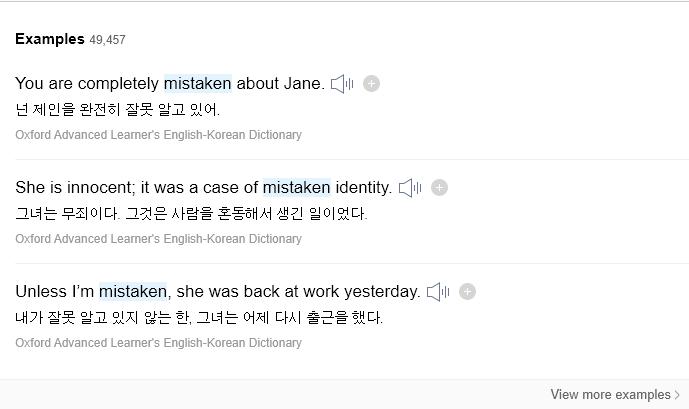 Examples 49,457
You are completely mistaken about Jane.
넌 제인을 완전히 잘못 알고 있어.
Oxford Advanced Learner's English-Korean Dictionary
She is innocent; it was a case of mistaken identity.
그녀는 무죄이다. 그것은 사람을 혼동해서 생긴 일이었다.
Oxford Advanced Learner's English-Korean Dictionary
Unless I’m mistaken, she was back at work yesterday.
내가 잘못 알고 있지 않는 한, 그녀는 어제 다시 출근을 했다.
Oxford Advanced Learner's English-Korean Dictionary
View more examples